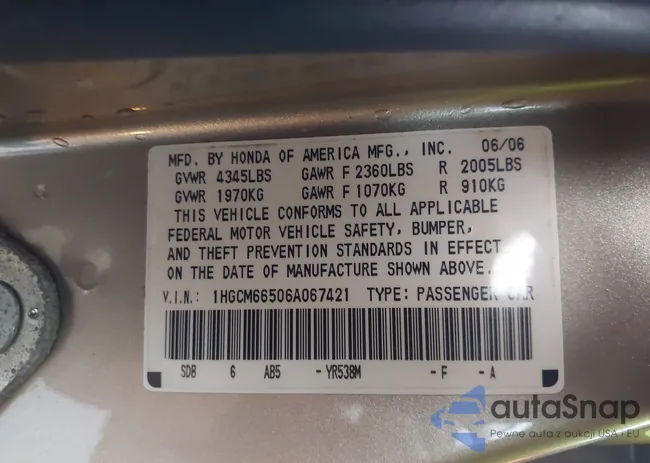 MFD. BY HONDA OF AMERICA MFG., INC. 06/06
GVWR 4345LBS GAWR F 2360LBS R 2005LBS
GVWR 1970KG GAWR F 1070KG R 910KG
THIS VEHICLE CONFORMS TO ALL APPLICABLE
FEDERAL MOTOR VEHICLE SAFETY, BUMPER,
AND THEFT PREVENTION STANDARDS IN EFFECT
ON THE DATE OF MANUFACTURE SHOWN ABOVE.
V.I.N.: 1HGCM66506A067421 TYPE: PASSENGER CAR
SDB 6 AB5 -YR538M -F -A
autaSnap
Pewne auta z aukcji USA i EU